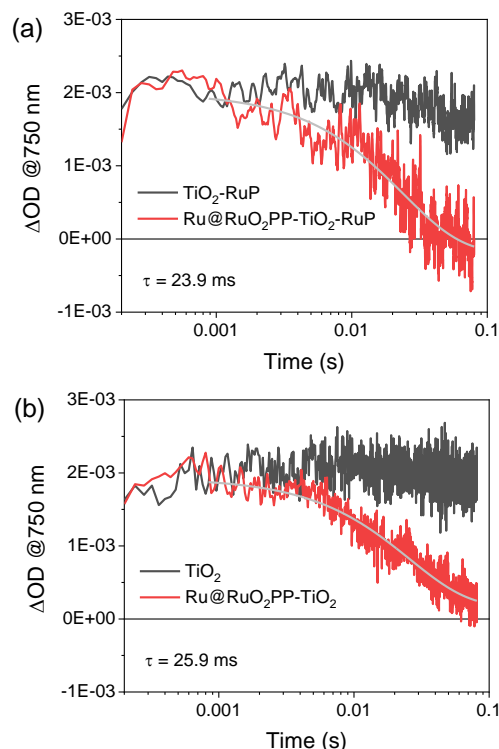 (a)
3E-03
2E-03
1E-03
0E+00
-1E-03
ΔOD @750 nm
TiO₂-RuP
Ru@RuO₂PP-TiO₂-RuP
τ = 23.9 ms
0.001
0.01
0.1
Time (s)
(b)
3E-03
2E-03
1E-03
0E+00
-1E-03
ΔOD @750 nm
TiO₂
Ru@RuO₂PP-TiO₂
τ = 25.9 ms
0.001
0.01
0.1
Time (s)